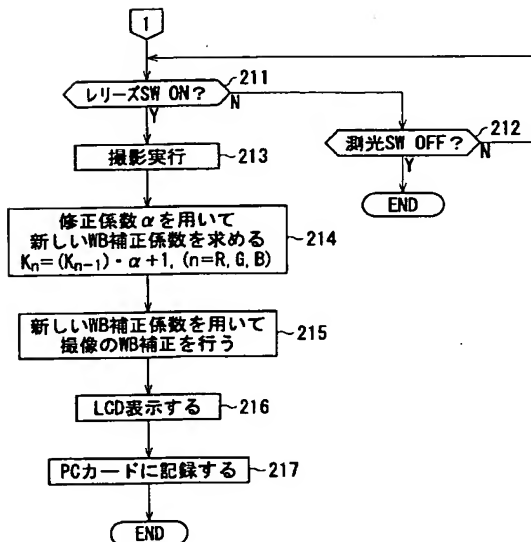 1
レリーズSW ON?
211
N
Y
測光SW OFF?
212
N
Y
END
撮影実行
213
修正係数αを用いて
新しいWB補正係数を求める
Kn=(Kn-1)・α+1, (n=R, G, B)
214
新しいWB補正係数を用いて
撮像のWB補正を行う
215
LCD表示する
216
PCカードに記録する
217
END